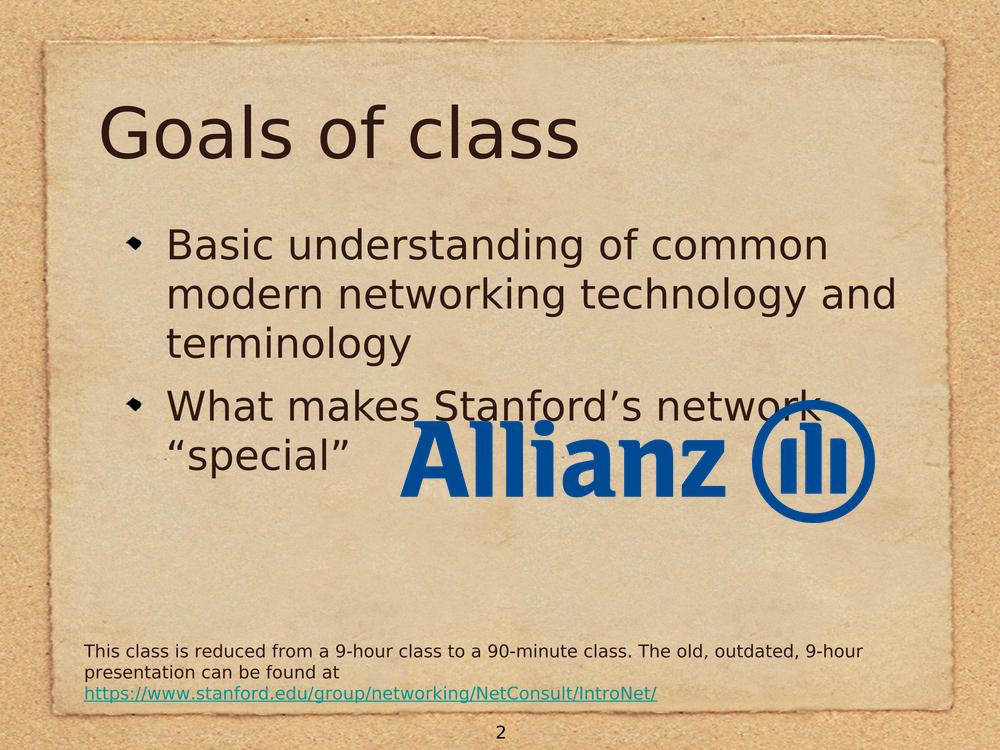 Goals of class
Basic understanding of common
modern networking technology and
terminology
What makes Stanford’s network
“special”
Allianz
This class is reduced from a 9-hour class to a 90-minute class. The old, outdated, 9-hour
presentation can be found at
https://www.stanford.edu/group/networking/NetConsult/IntroNet/
2